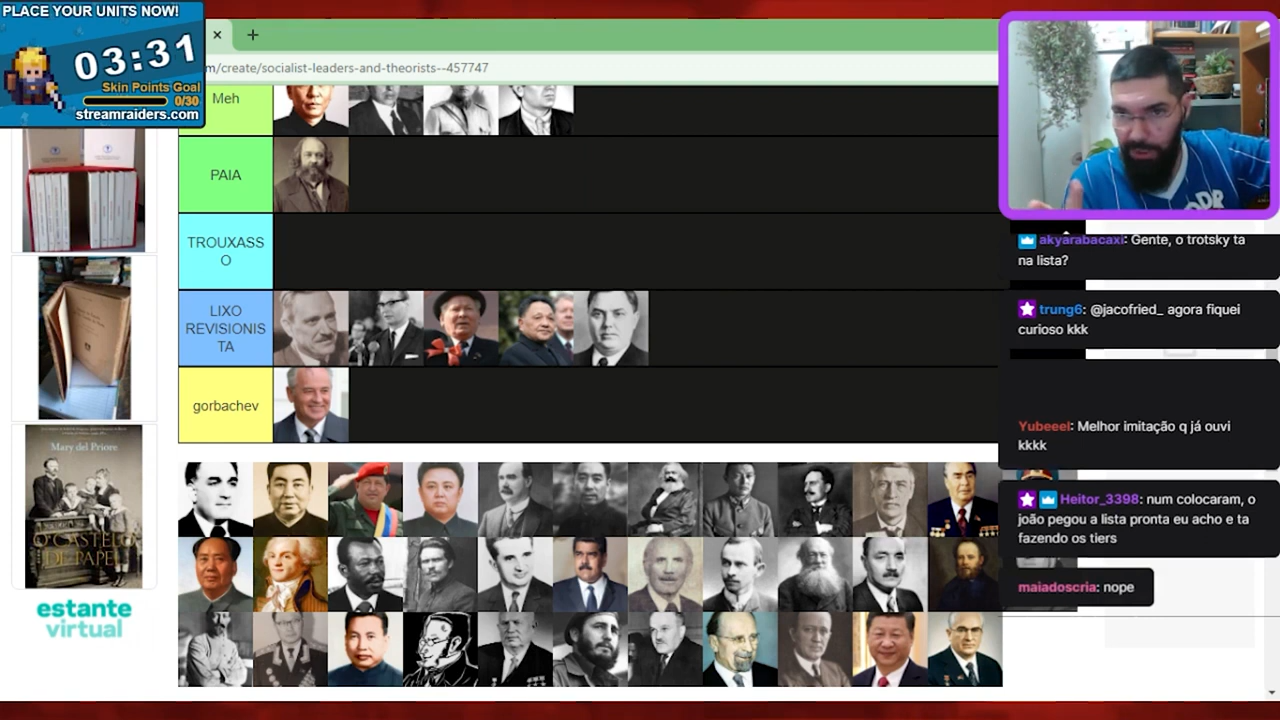 PLACE YOUR UNITS NOW!
03:31
Skin Points Goal
0/30
streamraiders.com
m/create/socialist-leaders-and-theorists--457747
Meh
PAIA
TROUXASS
O
LIXO
REVISIONIS
TA
gorbachev
Mary del Priore
O CASTELO
DE PAPEL
estante
virtual
akyarabacaxi: Gente, o trotsky ta
na lista?
trung6: @jacofried_ agora fiquei
curioso kkk
Yubeeel: Melhor imitação q já ouvi
kkkk
Heitor_3398: num colocaram, o
joão pegou a lista pronta eu acho e ta
fazendo os tiers
maiadoscria: nope